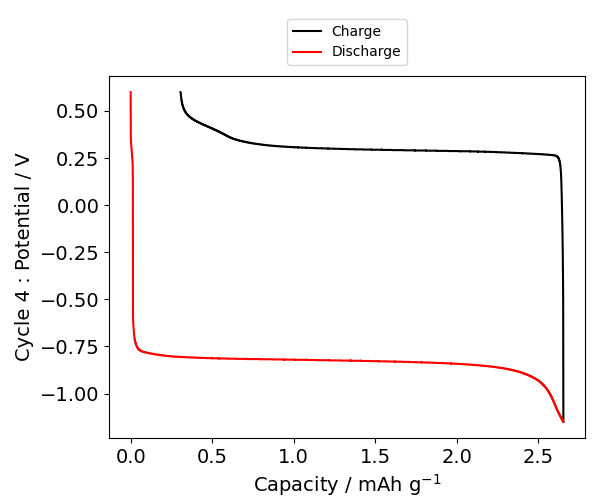 Charge
Discharge
0.50
0.25
0.00
−0.25
−0.50
−0.75
−1.00
Cycle 4 : Potential / V
0.0 0.5 1.0 1.5 2.0 2.5
Capacity / mAh g⁻¹